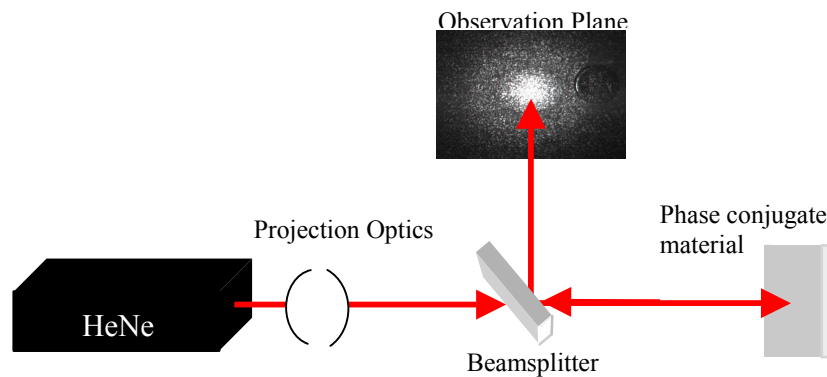 Observation Plane
Projection Optics
Phase conjugate
material
HeNe
Beamsplitter